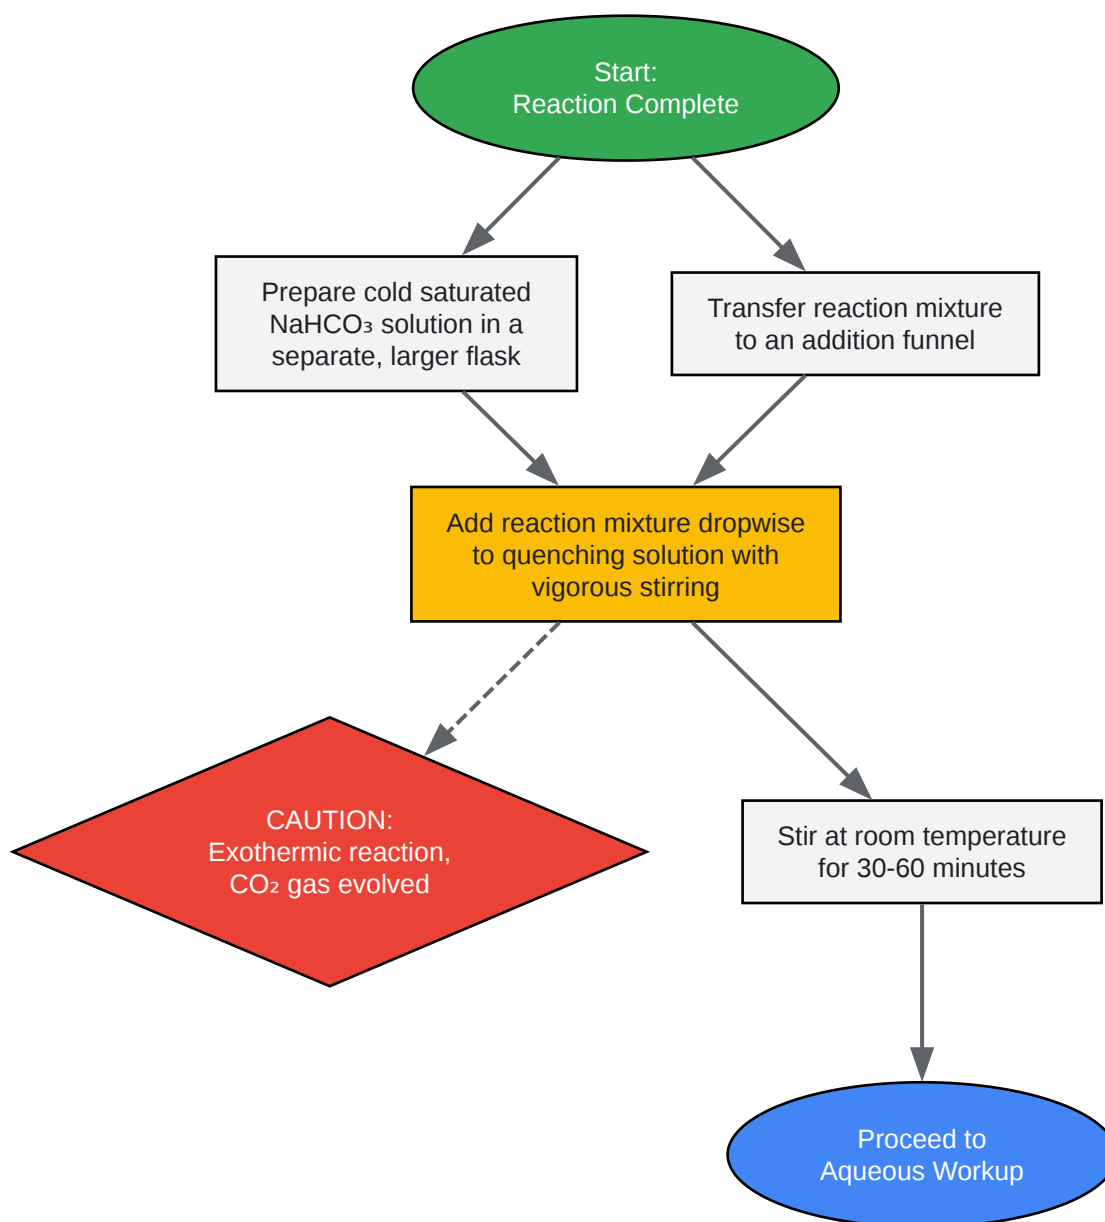 Start:
Reaction Complete
Prepare cold saturated
NaHCO₃ solution in a
separate, larger flask
Transfer reaction mixture
to an addition funnel
Add reaction mixture dropwise
to quenching solution with
vigorous stirring
CAUTION:
Exothermic reaction,
CO₂ gas evolved
Stir at room temperature
for 30-60 minutes
Proceed to
Aqueous Workup